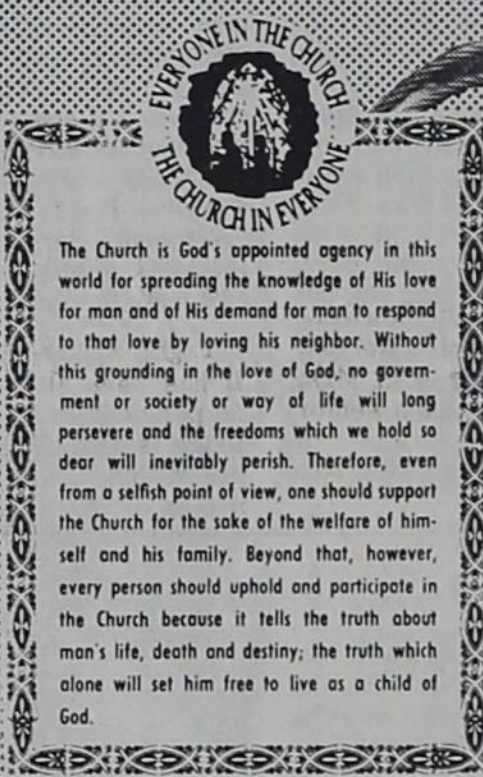 EVERYONE IN THE CHURCH
THE CHURCH IN EVERYONE
The Church is God's appointed agency in this
world for spreading the knowledge of His love
for man and of His demand for man to respond
to that love by loving his neighbor. Without
this grounding in the love of God, no govern-
ment or society or way of life will long
persevere and the freedoms which we hold so
dear will inevitably perish. Therefore, even
from a selfish point of view, one should support
the Church for the sake of the welfare of him-
self and his family. Beyond that, however,
every person should uphold and participate in
the Church because it tells the truth about
man's life, death and destiny; the truth which
alone will set him free to live as a child of
God.